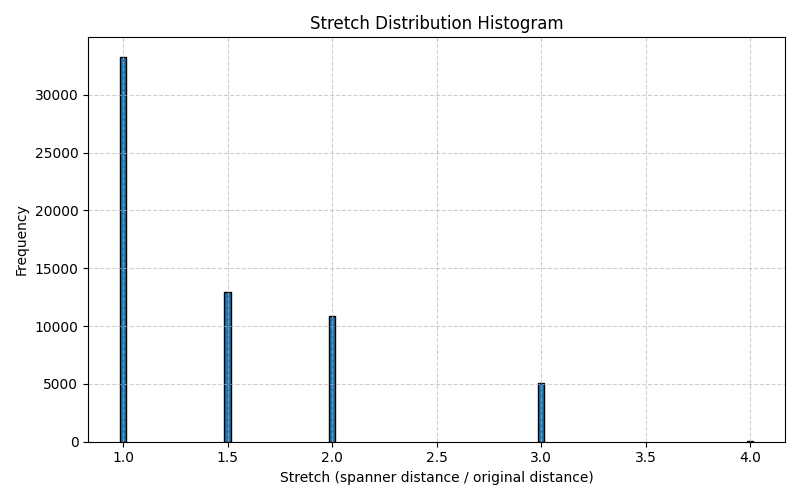 Stretch Distribution Histogram
Frequency
30000
25000
20000
15000
10000
5000
0
1.0 1.5 2.0 2.5 3.0 3.5 4.0
Stretch (spanner distance / original distance)